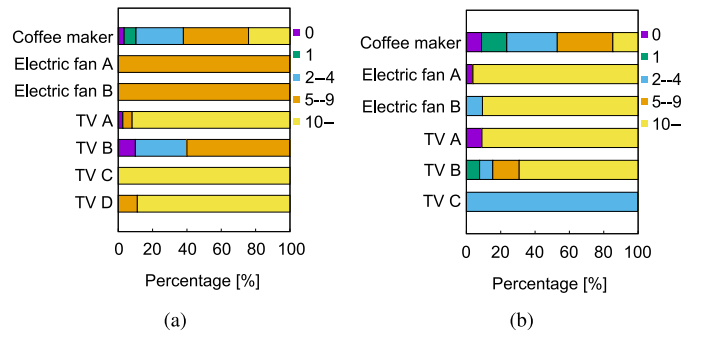 Coffee maker
Electric fan A
Electric fan B
TV A
TV B
TV C
TV D
0 20 40 60 80 100
Percentage [%]
0
1
2--4
5--9
10–
(a)
Coffee maker
Electric fan A
Electric fan B
TV A
TV B
TV C
0 20 40 60 80 100
Percentage [%]
0
1
2--4
5--9
10–
(b)